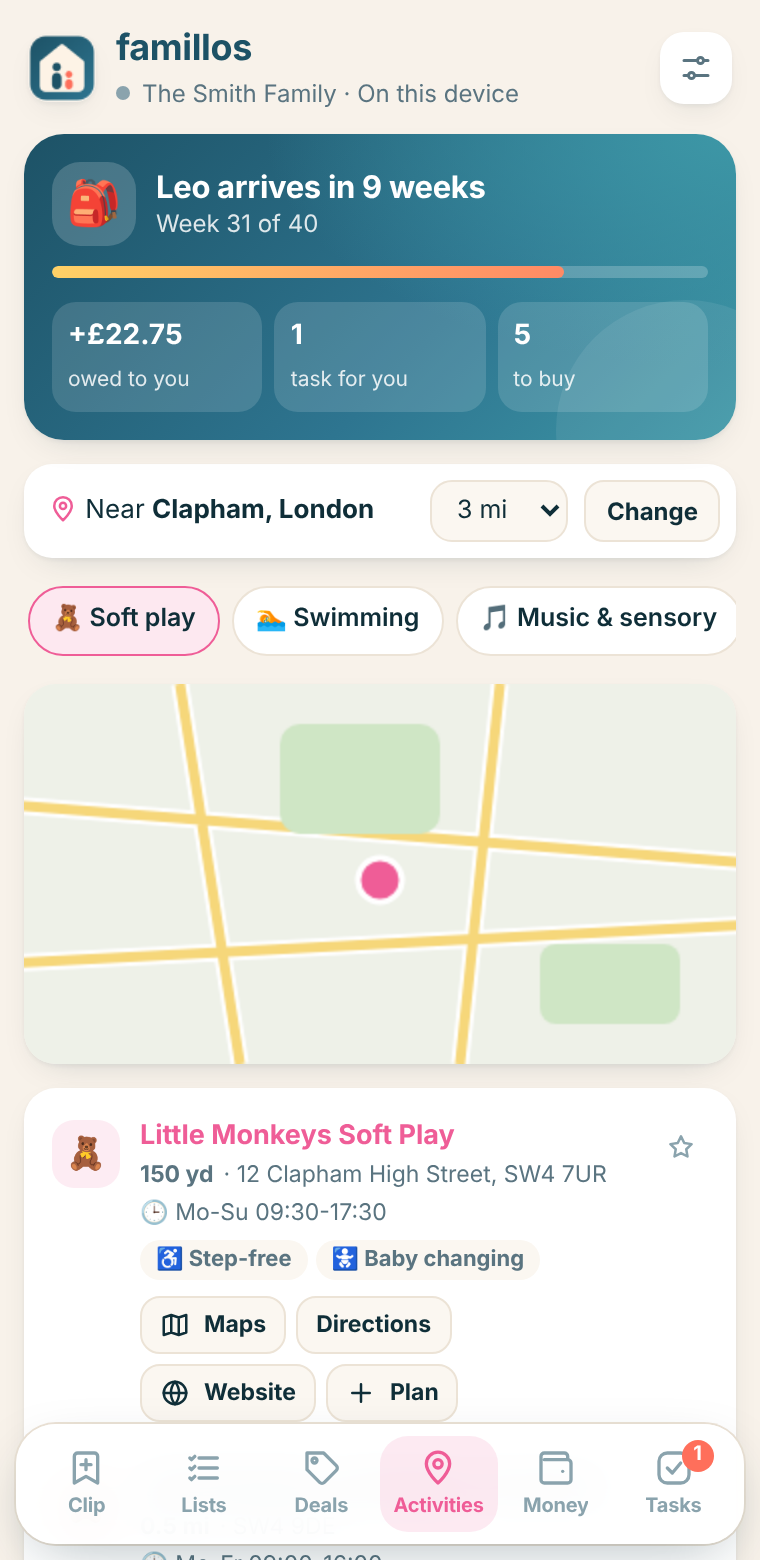 famillos
The Smith Family · On this device
Leo arrives in 9 weeks
Week 31 of 40
+£22.75
owed to you
1
task for you
5
to buy
Near Clapham, London
3 mi
Change
Soft play
Swimming
Music & sensory
Little Monkeys Soft Play
150 yd · 12 Clapham High Street, SW4 7UR
Mo-Su 09:30-17:30
Step-free
Baby changing
Maps
Directions
Website
Plan
Clip
Lists
Deals
Activities
Money
Tasks
1